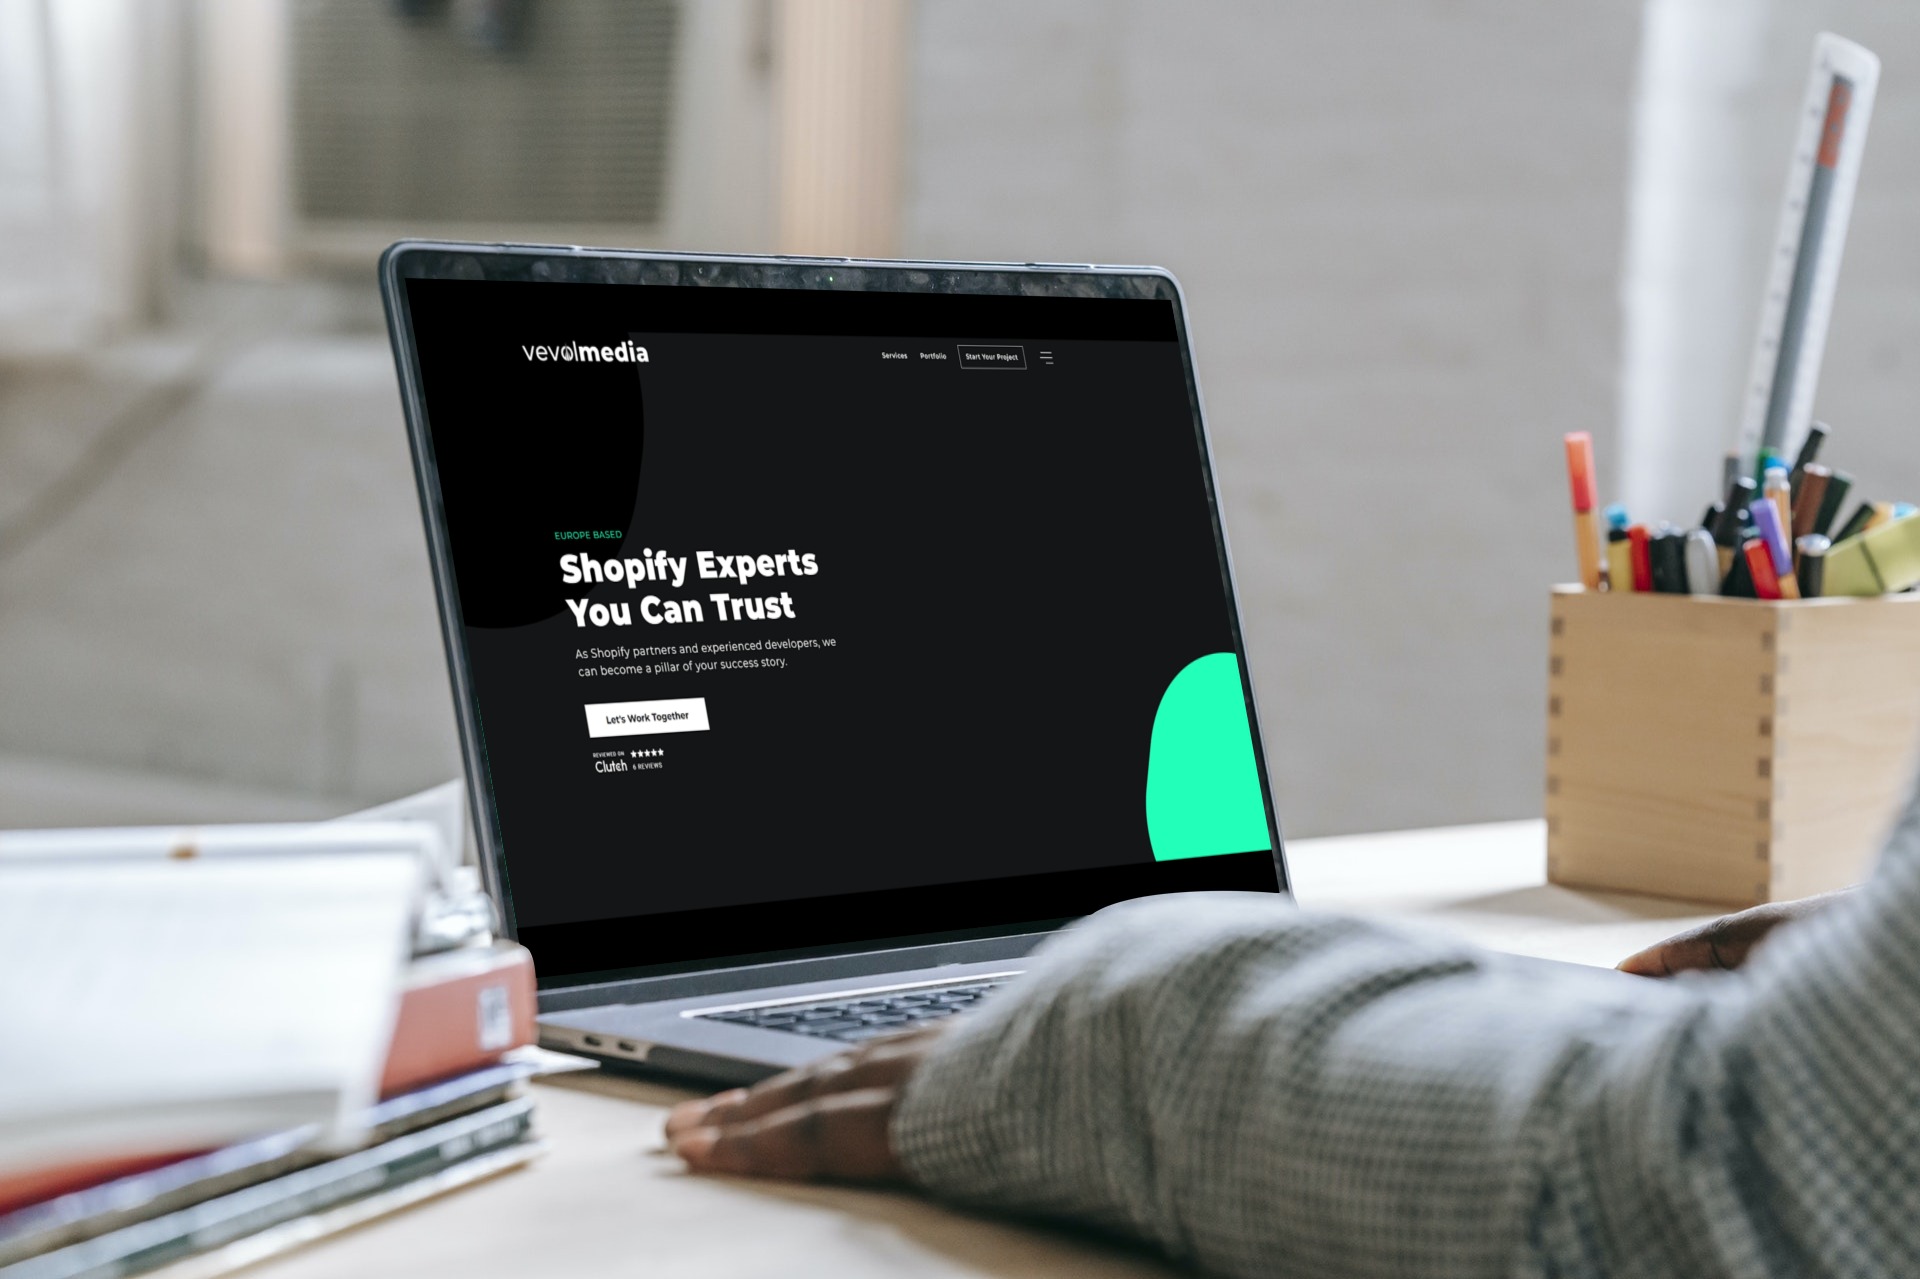 vevolmedia
Services Portfolio Start Your Project
EUROPE BASED
Shopify Experts
You Can Trust
As Shopify partners and experienced developers, we
can become a pillar of your success story.
Let's Work Together
REVIEWED ON ★★★★★
Clutch 6 REVIEWS